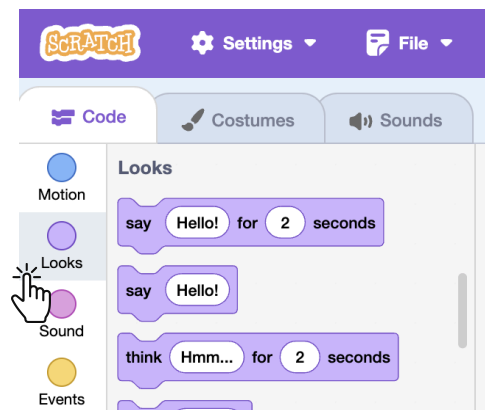 SCRATCH Settings File
Code Costumes Sounds
Motion
Looks
Sound
Events
Looks
say Hello! for 2 seconds
say Hello!
think Hmm... for 2 seconds